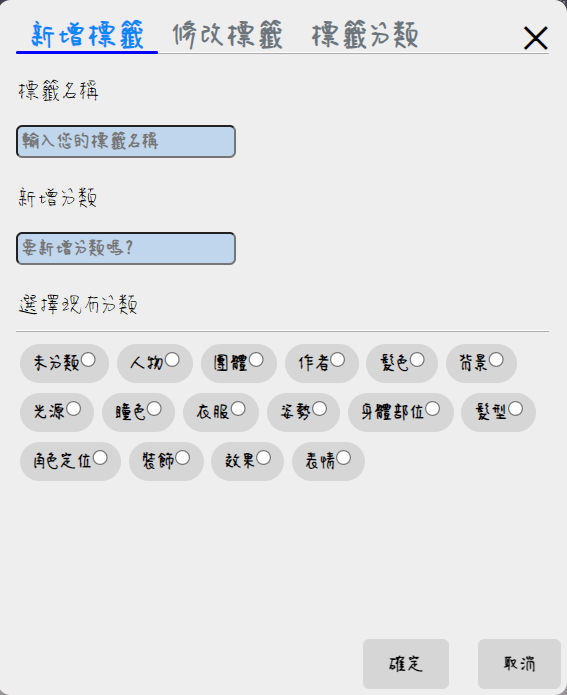 新增標籤 修改標籤 標籤分類
標籤名稱
輸入您的標籤名稱
新增分類
要新增分類嗎?
選擇現有分類
未分類 人物 團體 作者 髮色 背景
光源 瞳色 衣服 姿勢 身體部位 髮型
角色定位 裝飾 效果 表情
確定 取消